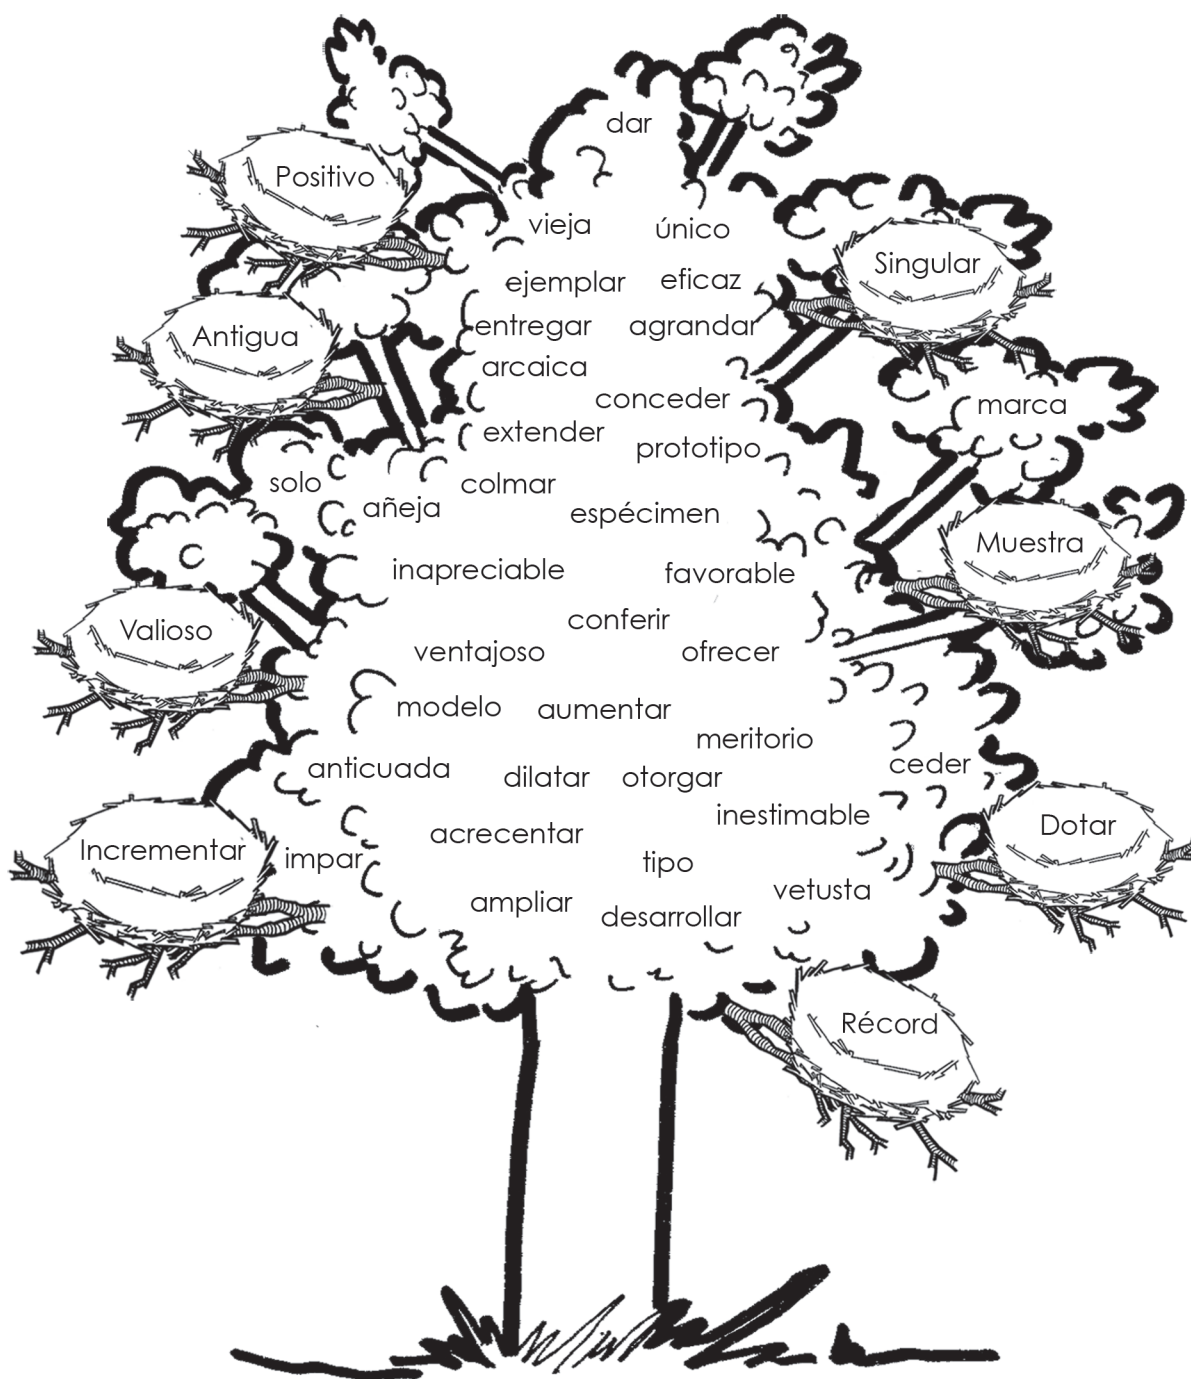 dar
Positivo
vieja único
Singular
ejemplar eficaz
entregar agrandar
Antigua
arcaica
conceder
marca
extender prototipo
solo colmar
añeja espécimen
Muestra
inapreciable favorable
conferir
Valioso
ventajoso ofrecer
modelo aumentar
meritorio
anticuada dilatar otorgar ceder
inestimable
Dotar
acrecentar
Incrementar impar tipo
vetusta
ampliar desarrollar
Récord